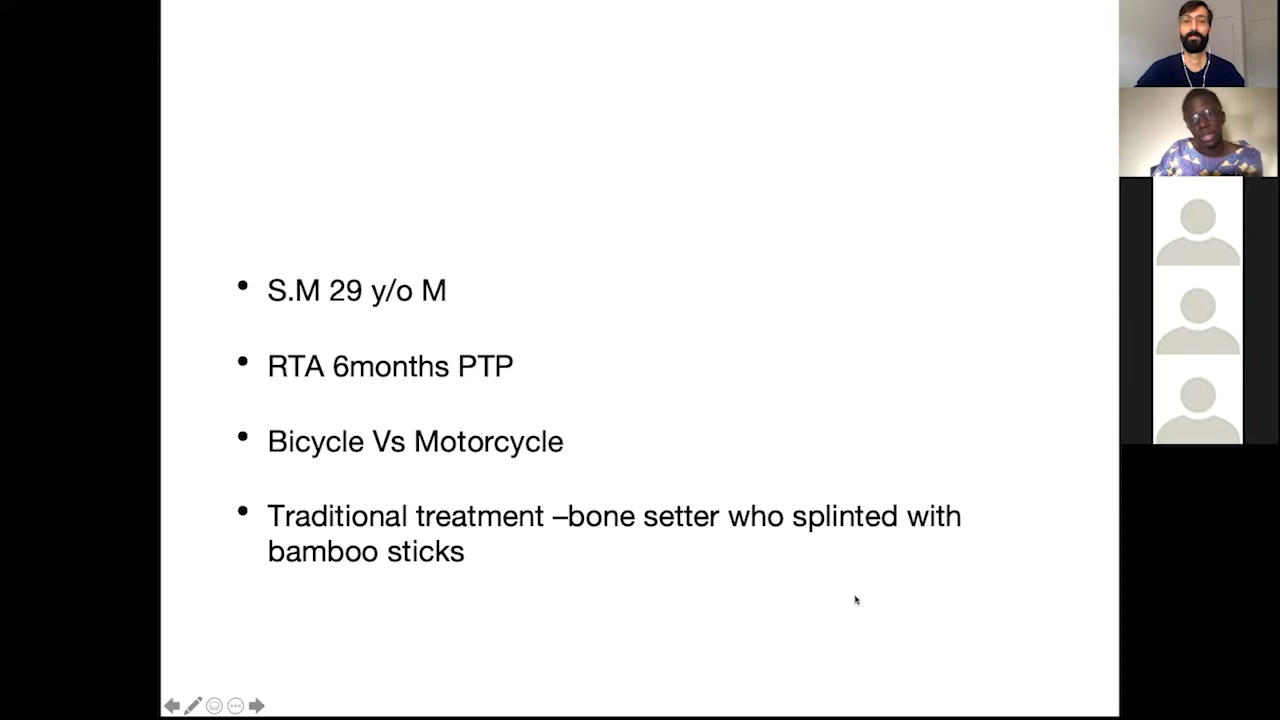 S.M 29 y/o M
RTA 6months PTP
Bicycle Vs Motorcycle
Traditional treatment –bone setter who splinted with
bamboo sticks